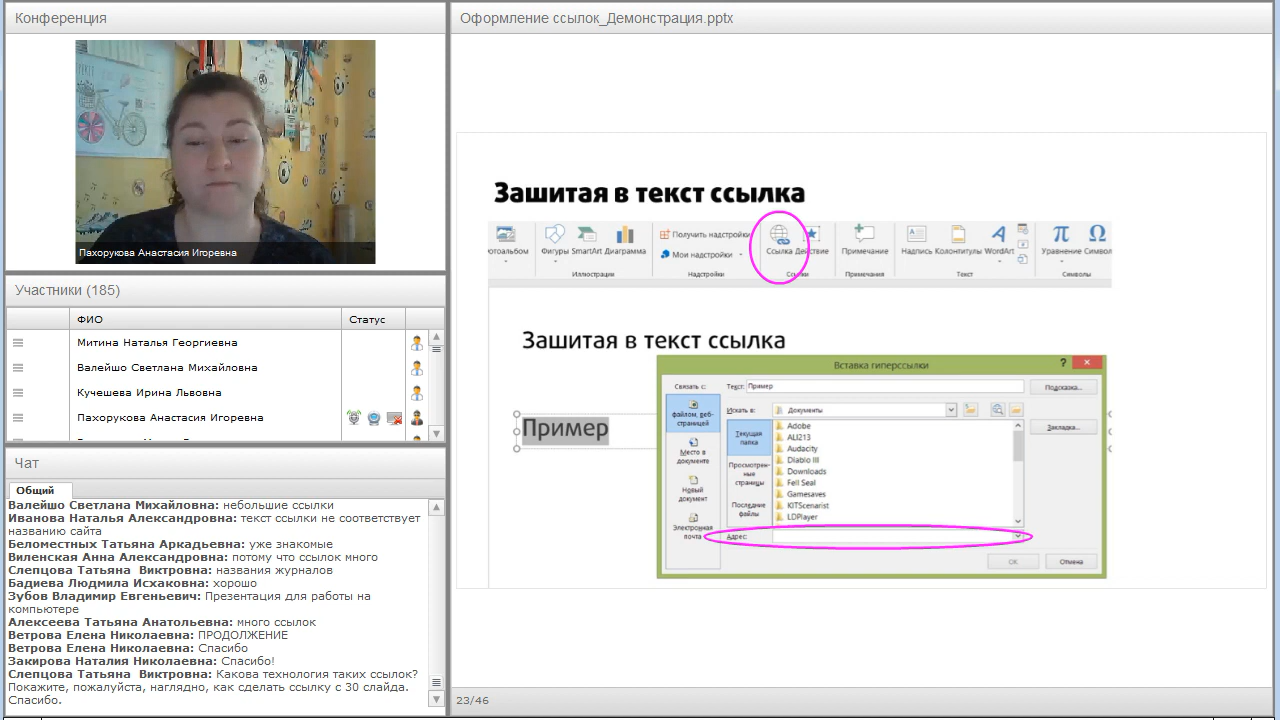 Конференция
Пахорукова Анастасия Игоревна
Участники (185)
ФИО
Статус
Митина Наталья Георгиевна
Валейшо Светлана Михайловна
Кучешева Ирина Львовна
Пахорукова Анастасия Игоревна
Чат
Общий
Валейшо Светлана Михайловна: небольшие ссылки
Иванова Наталья Александровна: текст ссылки не соответствует
названию сайта
Беломестных Татьяна Аркадьевна: уже знакомые
Виленская Анна Александровна: потому что ссылок много
Слепцова Татьяна Виктровна: названия журналов
Бадиева Людмила Исхаковна: хорошо
Зубов Владимир Евгеньевич: Презентация для работы на
компьютере
Алексеева Татьяна Анатольевна: много ссылок
Ветрова Елена Николаевна: ПРОДОЛЖЕНИЕ
Ветрова Елена Николаевна: Спасибо
Закирова Наталия Николаевна: Спасибо!
Слепцова Татьяна Виктровна: Какова технология таких ссылок?
Покажите, пожалуйста, наглядно, как сделать ссылку с 30 слайда.
Спасибо.
Оформление ссылок_Демонстрация.pptx
Зашитая в текст ссылка
отоальбом
Фигуры SmartArt Диаграмма
Иллюстрации
Получить надстройки
Мои надстройки
Надстройки
Ссылка Действие
Ссылки
Примечание
Примечания
Надпись Колонтитулы WordArt
Текст
Уравнение Символ
Символы
Зашитая в текст ссылка
Пример
Вставка гиперссылки
Связать с:
Текст: Пример
Подсказка...
файлом, веб-
страницей
Место в
документе
Новый
документ
Электронная
почта
Искать в:
Документы
Закладка...
Текущая
папка
Просмотрен-
ные
страницы
Последние
файлы
Adobe
ALI213
Audacity
Diablo III
Downloads
Fell Seal
Gamesaves
KITScenarist
LDPlayer
Адрес:
ОК
Отмена
23/46